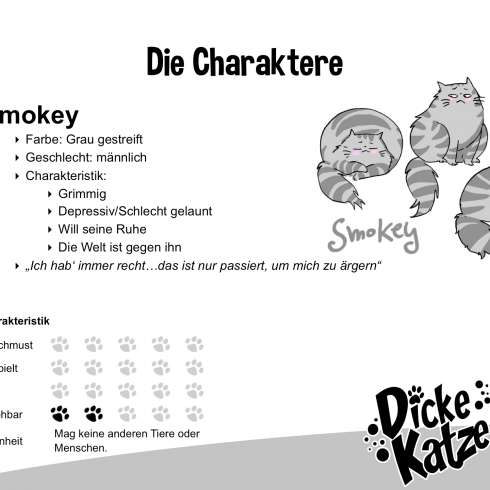 Die Charaktere
mokey
Farbe: Grau gestreift
Geschlecht: männlich
Charakteristik:
Grimmig
Depressiv/Schlecht gelaunt
Will seine Ruhe
Die Welt ist gegen ihn
„Ich hab‘ immer recht…das ist nur passiert, um mich zu ärgern“
Smokey
rakteristik
chmust
pielt
hbar
nheit
Mag keine anderen Tiere oder
Menschen.
Dicke
Katze